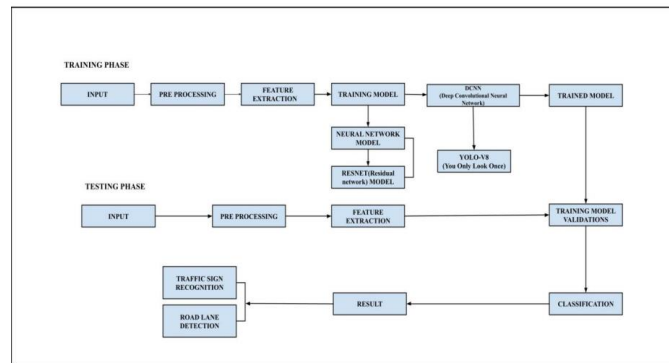 TRAINING PHASE
INPUT
PRE PROCESSING
FEATURE
EXTRACTION
TRAINING MODEL
DCNN
(Deep Convolutional Neural
Network)
TRAINED MODEL
NEURAL NETWORK
MODEL
RESNET(Residual
network) MODEL
YOLO-V8
(You Only Look Once)
TESTING PHASE
INPUT
PRE PROCESSING
FEATURE
EXTRACTION
TRAINING MODEL
VALIDATIONS
TRAFFIC SIGN
RECOGNITION
ROAD LANE
DETECTION
RESULT
CLASSIFICATION